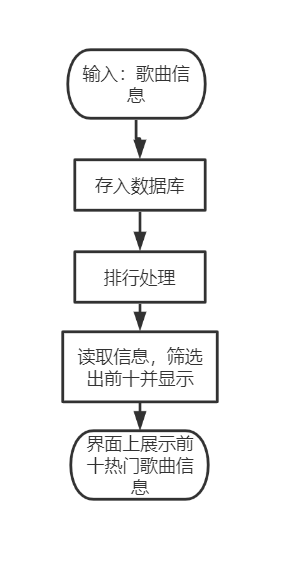 输入：歌曲信
息
存入数据库
排行处理
读取信息，筛选
出前十并显示
界面上展示前
十热门歌曲信
息